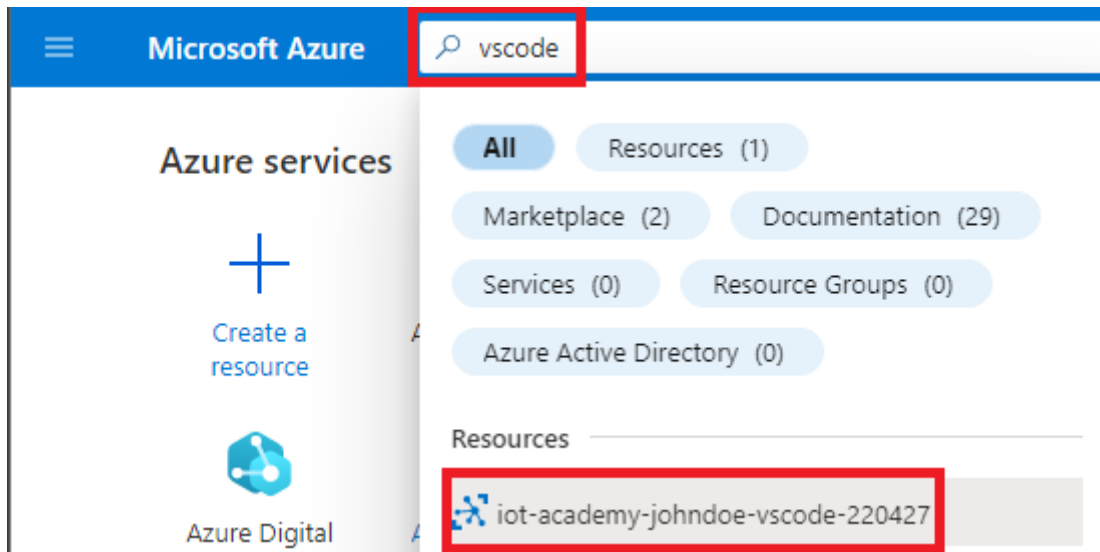 Microsoft Azure
vscode
Azure services
All
Resources (1)
Marketplace (2)
Documentation (29)
Services (0)
Resource Groups (0)
Azure Active Directory (0)
Create a
resource
Resources
iot-academy-johndoe-vscode-220427
Azure Digital